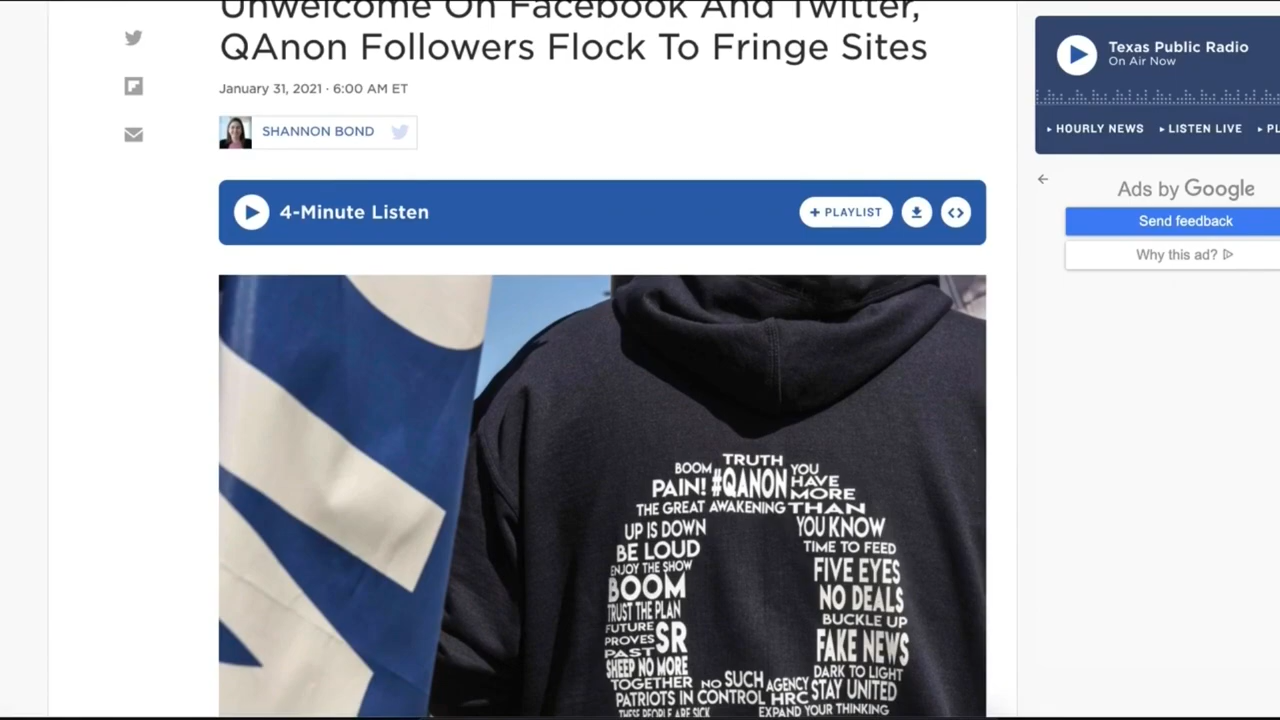 Unwelcome On Facebook And Twitter,
QAnon Followers Flock To Fringe Sites
January 31, 2021 · 6:00 AM ET
SHANNON BOND
4-Minute Listen
+ PLAYLIST
Texas Public Radio
On Air Now
HOURLY NEWS
LISTEN LIVE
PL
Ads by Google
Send feedback
Why this ad?
TRUTH
BOOM
YOU
PAIN! #QANON HAVE
MORE
THE GREAT AWAKENING THAN
UP IS DOWN
YOU KNOW
BE LOUD
TIME TO FEED
ENJOY THE SHOW
FIVE EYES
BOOM
NO DEALS
TRUST THE PLAN
BUCKLE UP
FUTURE
PROVES
PAST
SR
FAKE NEWS
SHEEP NO MORE
DARK TO LIGHT
TOGETHER
NO SUCH AGENCY
STAY UNITED
PATRIOTS IN CONTROL HRC
THESE PEOPLE ARE SICK
EXPAND YOUR THINKING